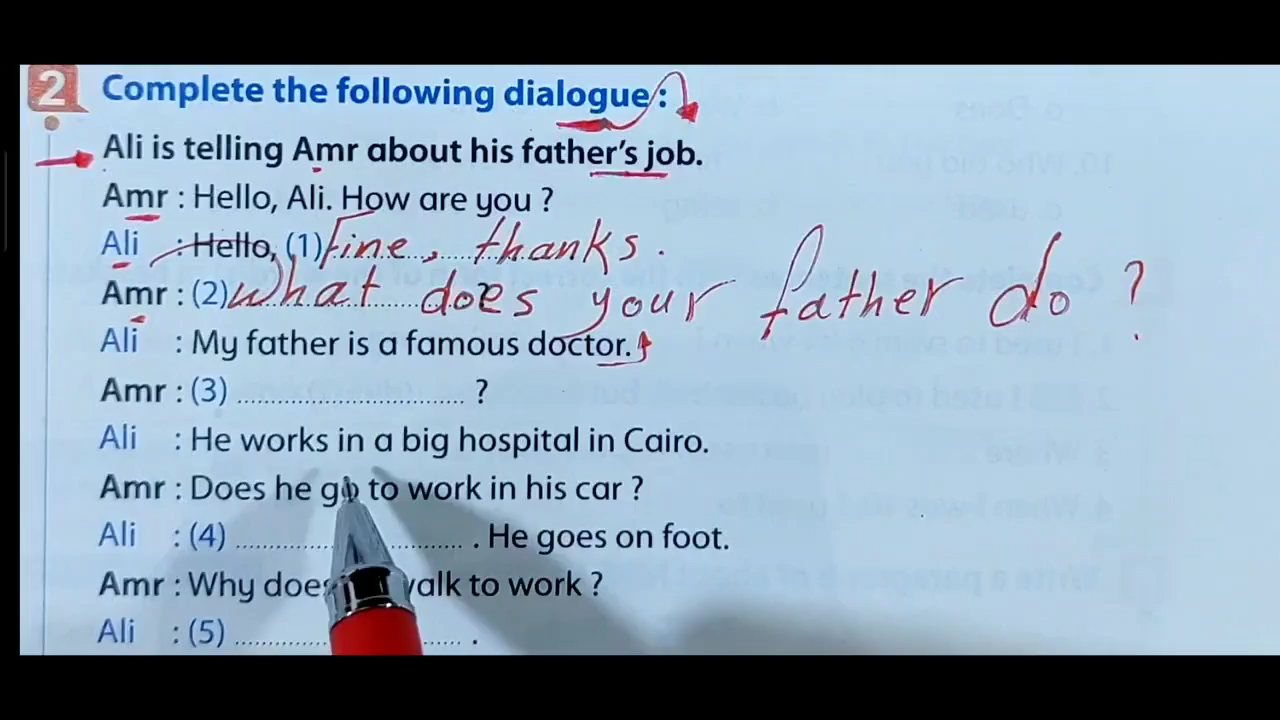 2 Complete the following dialogue :
Ali is telling Amr about his father's job.
Amr : Hello, Ali. How are you ?
Ali : Hello, (1) fine, thanks.
Amr : (2) what does your father do ?
Ali : My father is a famous doctor.
Amr : (3) ........................ ?
Ali : He works in a big hospital in Cairo.
Amr : Does he go to work in his car ?
Ali : (4) ........................ . He goes on foot.
Amr : Why walk to work ?
Ali : (5) ........................ .